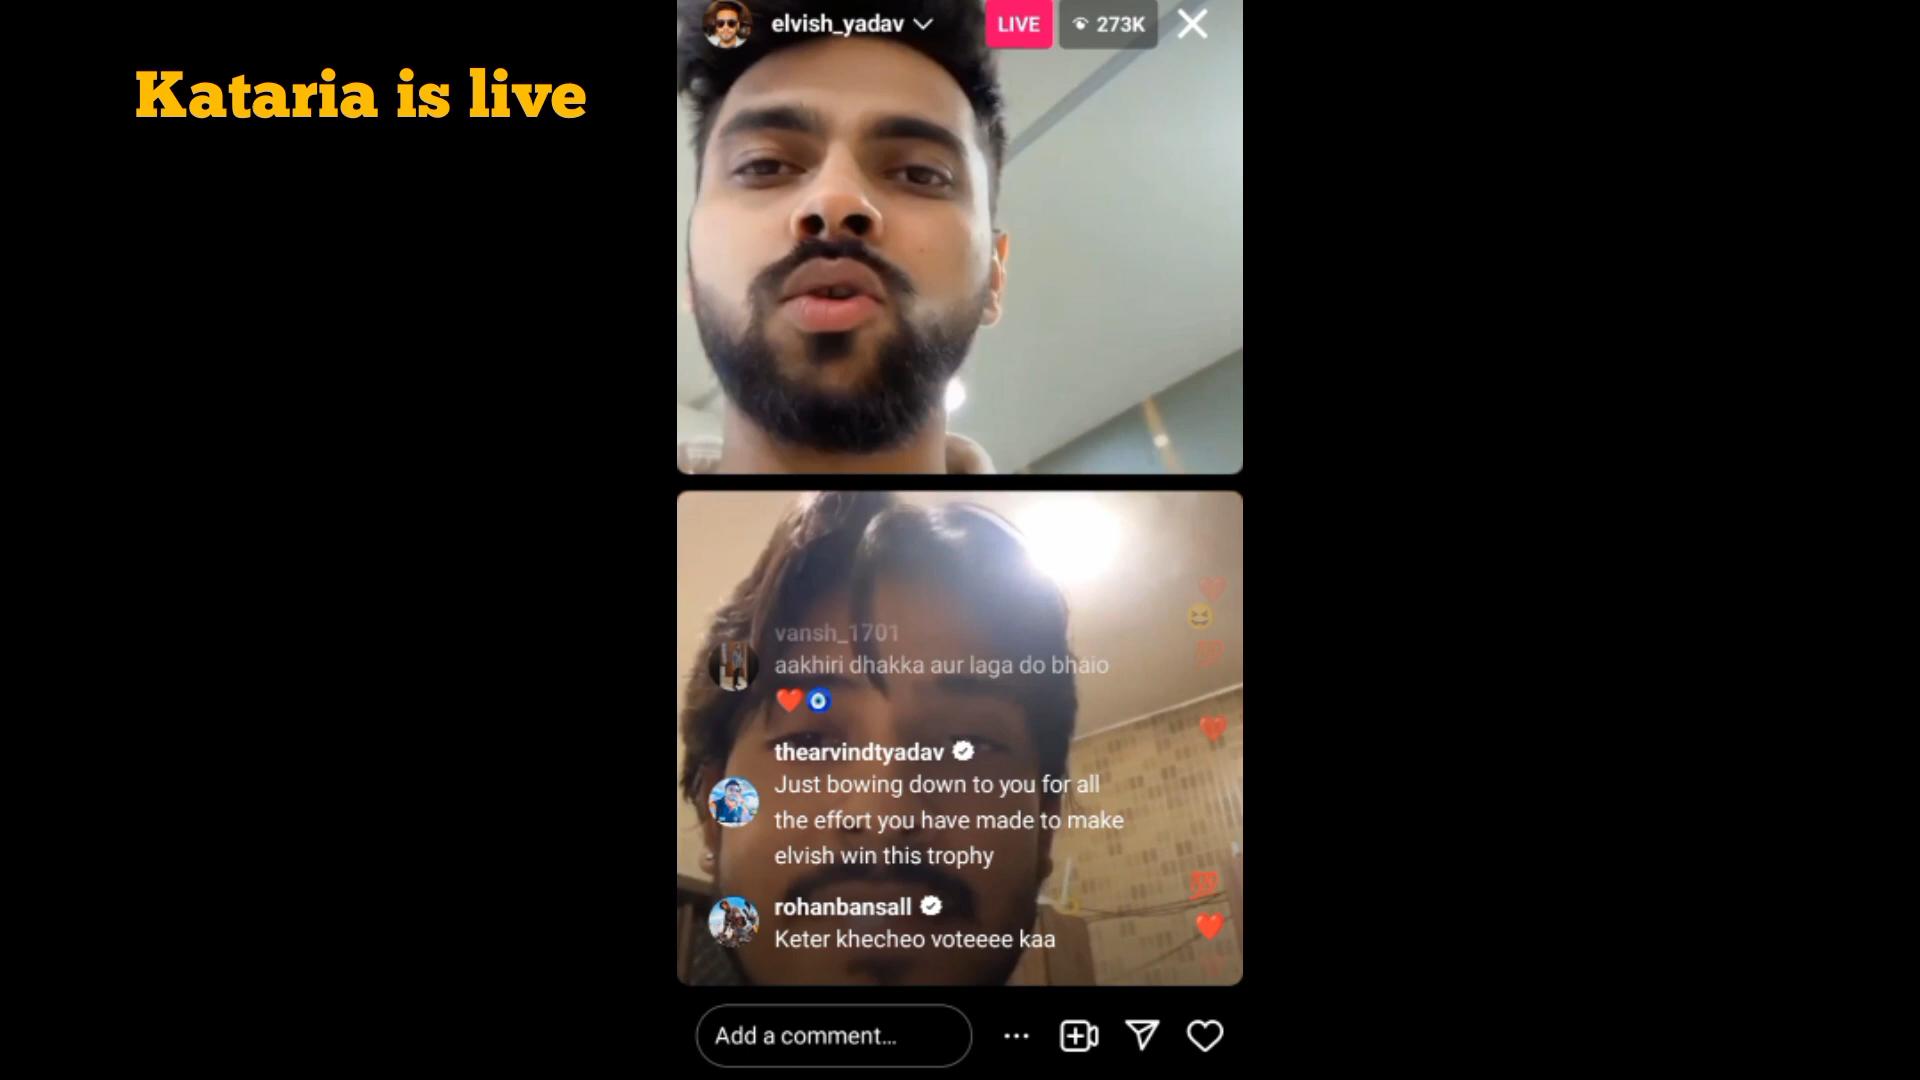 Kataria is live
elvish_yadav
LIVE
273K
vansh_1701
aakhiri dhakka aur laga do bhaio
❤️🧿
thearvindtyadav
Just bowing down to you for all
the effort you have made to make
elvish win this trophy
rohanbansall
Keter khecheo voteeee kaa
Add a comment...